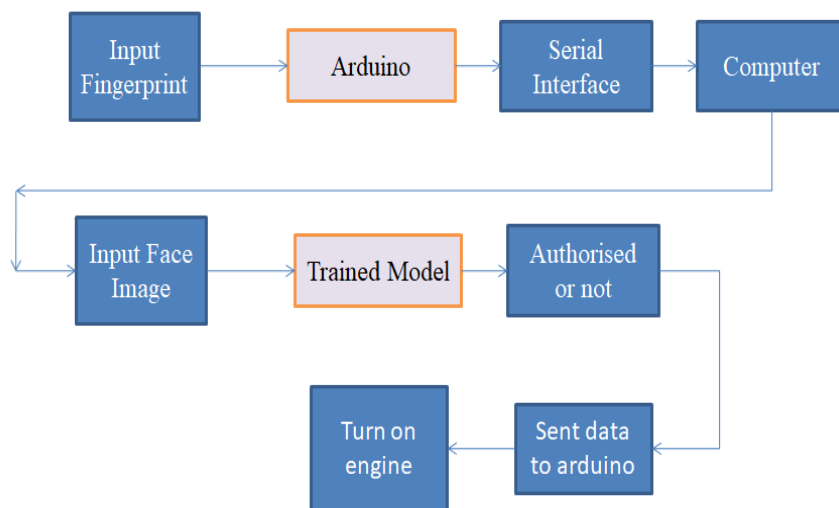 Input
Fingerprint
Arduino
Serial
Interface
Computer
Input Face
Image
Trained Model
Authorised
or not
Turn on
engine
Sent data
to arduino